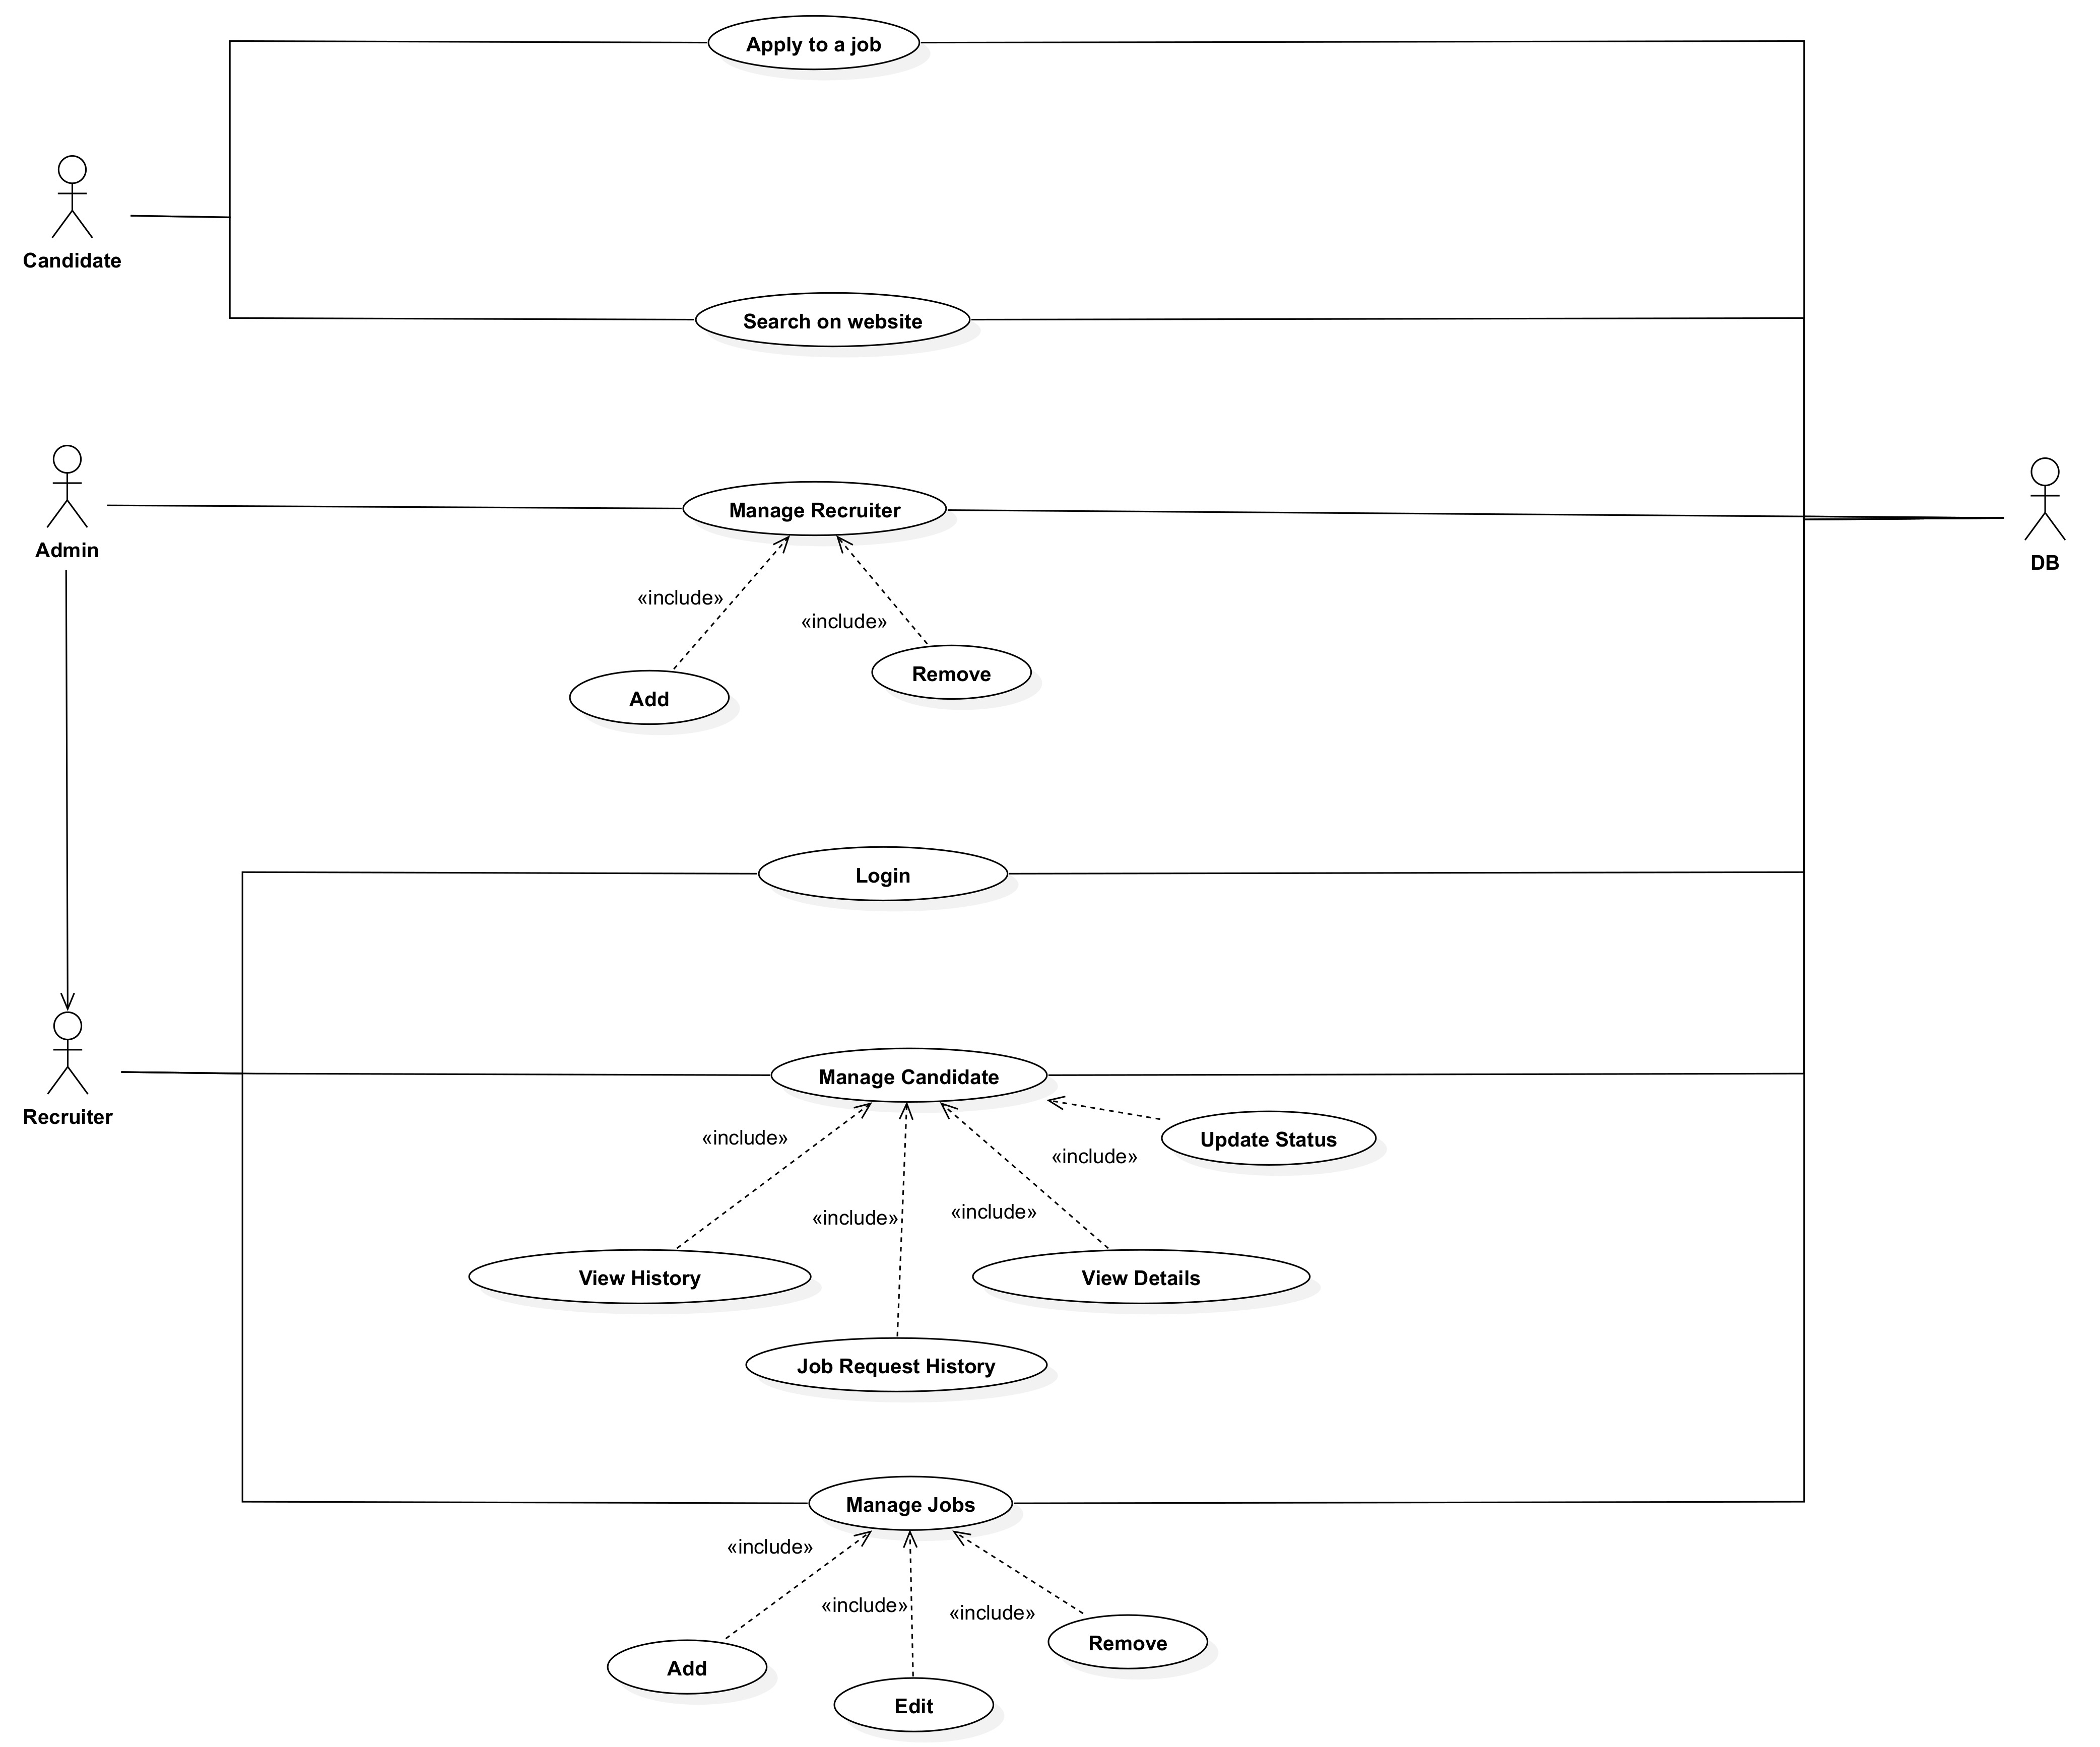 Apply to a job
Candidate
Search on website
Manage Recruiter
Admin
DB
«include»
«include»
Remove
Add
Login
Manage Candidate
Recruiter
«include»
Update Status
«include»
«include»
«include»
View History
View Details
Job Request History
Manage Jobs
«include»
«include»
«include»
Remove
Add
Edit